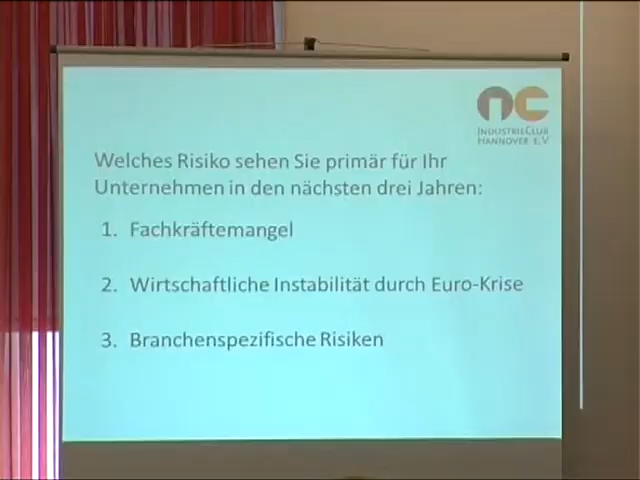 INDUSTRIECLUB
HANNOVER E.V
Welches Risiko sehen Sie primär für Ihr
Unternehmen in den nächsten drei Jahren:
1. Fachkräftemangel
2. Wirtschaftliche Instabilität durch Euro-Krise
3. Branchenspezifische Risiken